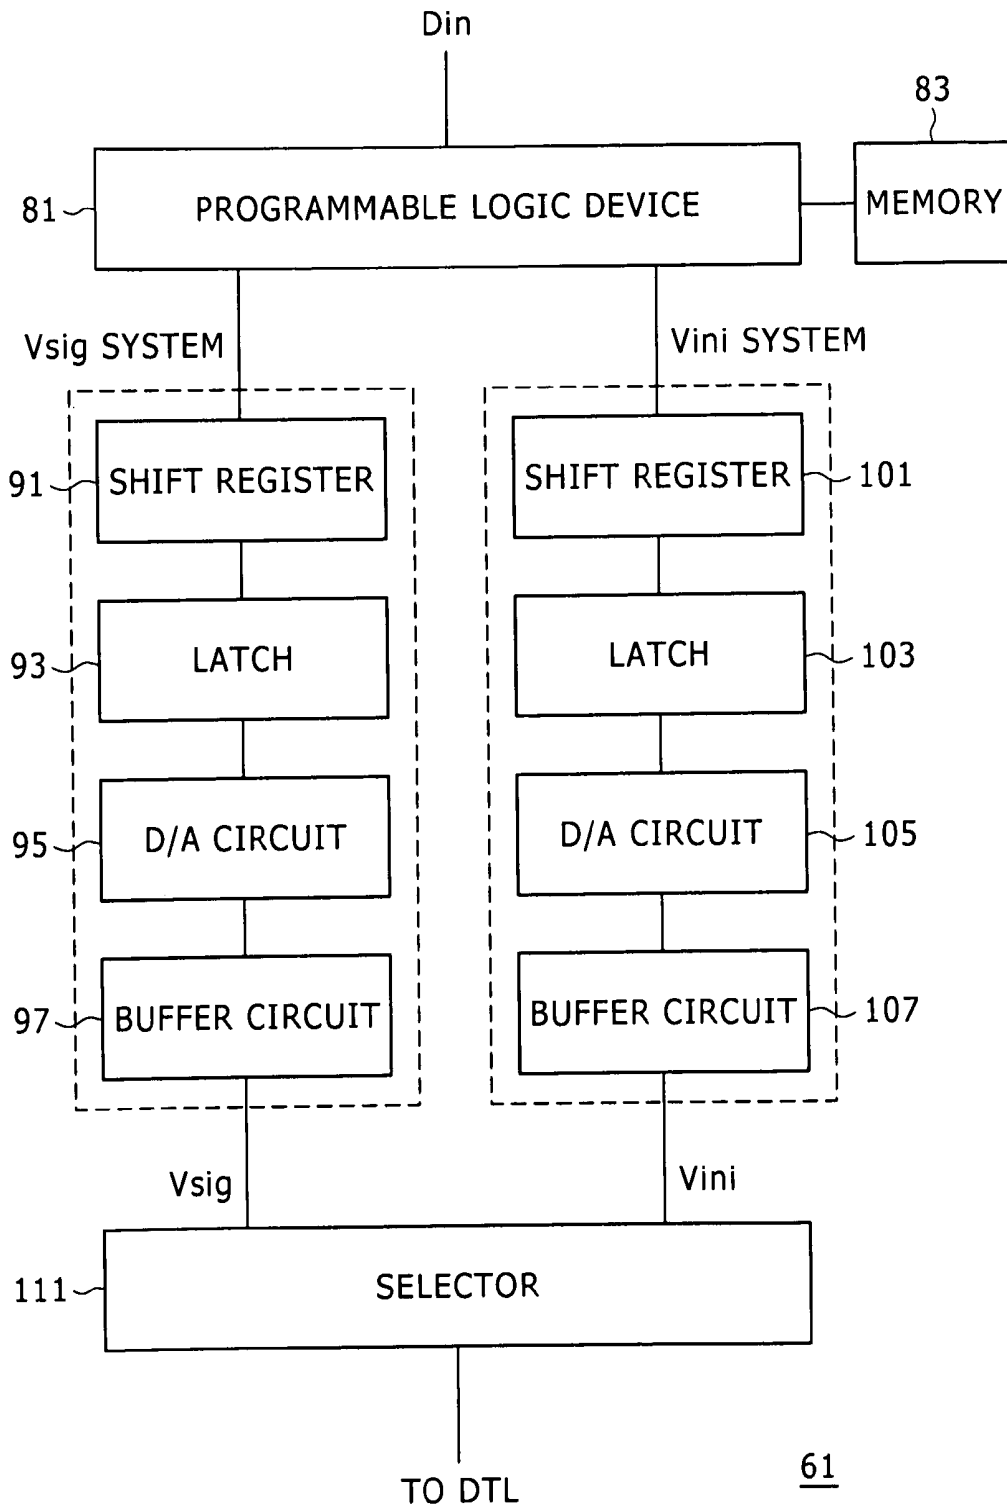 Din
83
81
PROGRAMMABLE LOGIC DEVICE
MEMORY
Vsig SYSTEM
Vini SYSTEM
91
SHIFT REGISTER
SHIFT REGISTER
101
93
LATCH
LATCH
103
95
D/A CIRCUIT
D/A CIRCUIT
105
97
BUFFER CIRCUIT
BUFFER CIRCUIT
107
Vsig
Vini
111
SELECTOR
TO DTL
61